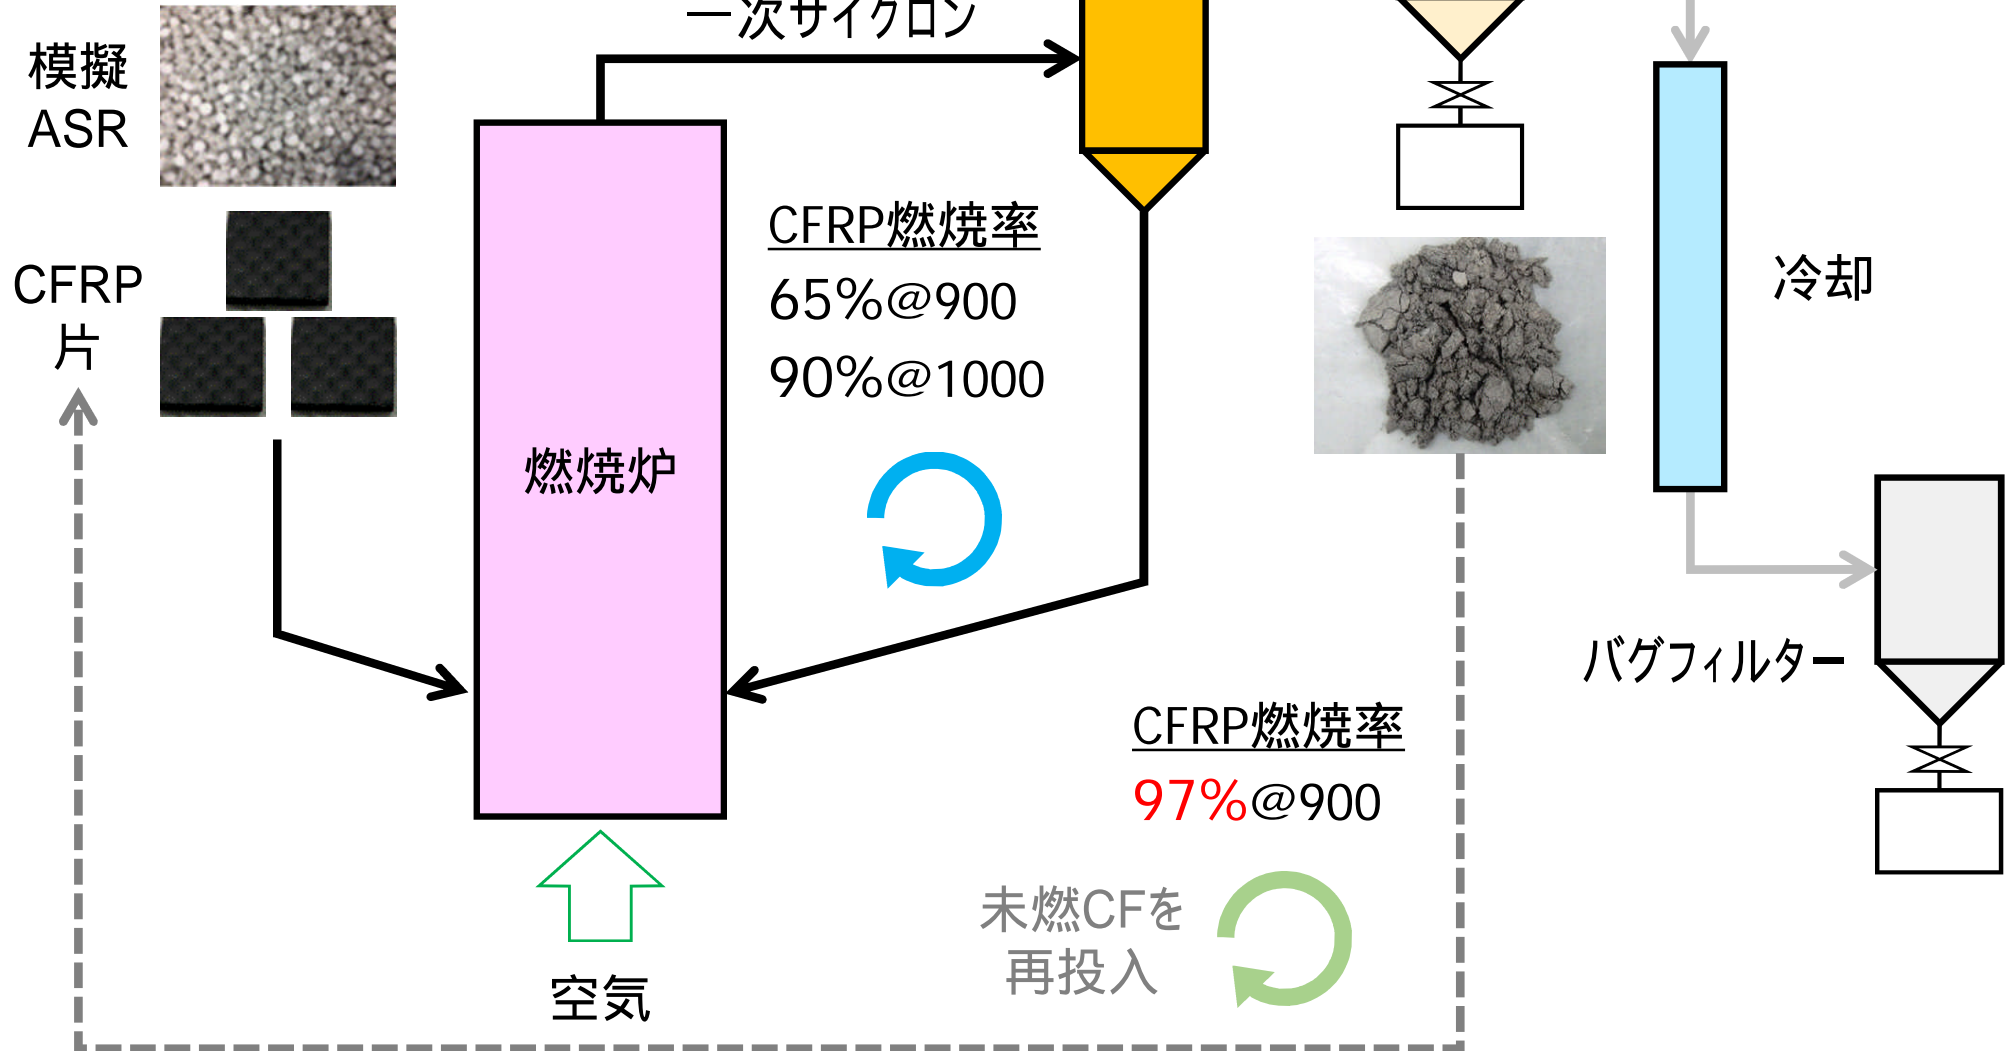 一次サイクロン
模擬
ASR
CFRP
片
CFRP燃焼率
65%@900
90%@1000
燃焼炉
冷却
バグフィルター
CFRP燃焼率
97%@900
未燃CFを
再投入
空気